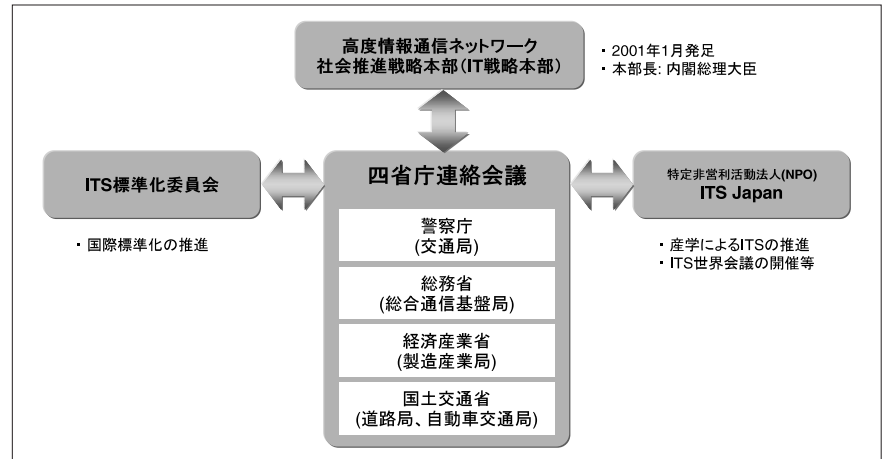 高度情報通信ネットワーク
社会推進戦略本部(IT戦略本部)
・2001年1月発足
・本部長: 内閣総理大臣
ITS標準化委員会
・国際標準化の推進
四省庁連絡会議
警察庁
(交通局)
総務省
(総合通信基盤局)
経済産業省
(製造産業局)
国土交通省
(道路局、自動車交通局)
特定非営利活動法人(NPO)
ITS Japan
・産学によるITSの推進
・ITS世界会議の開催等